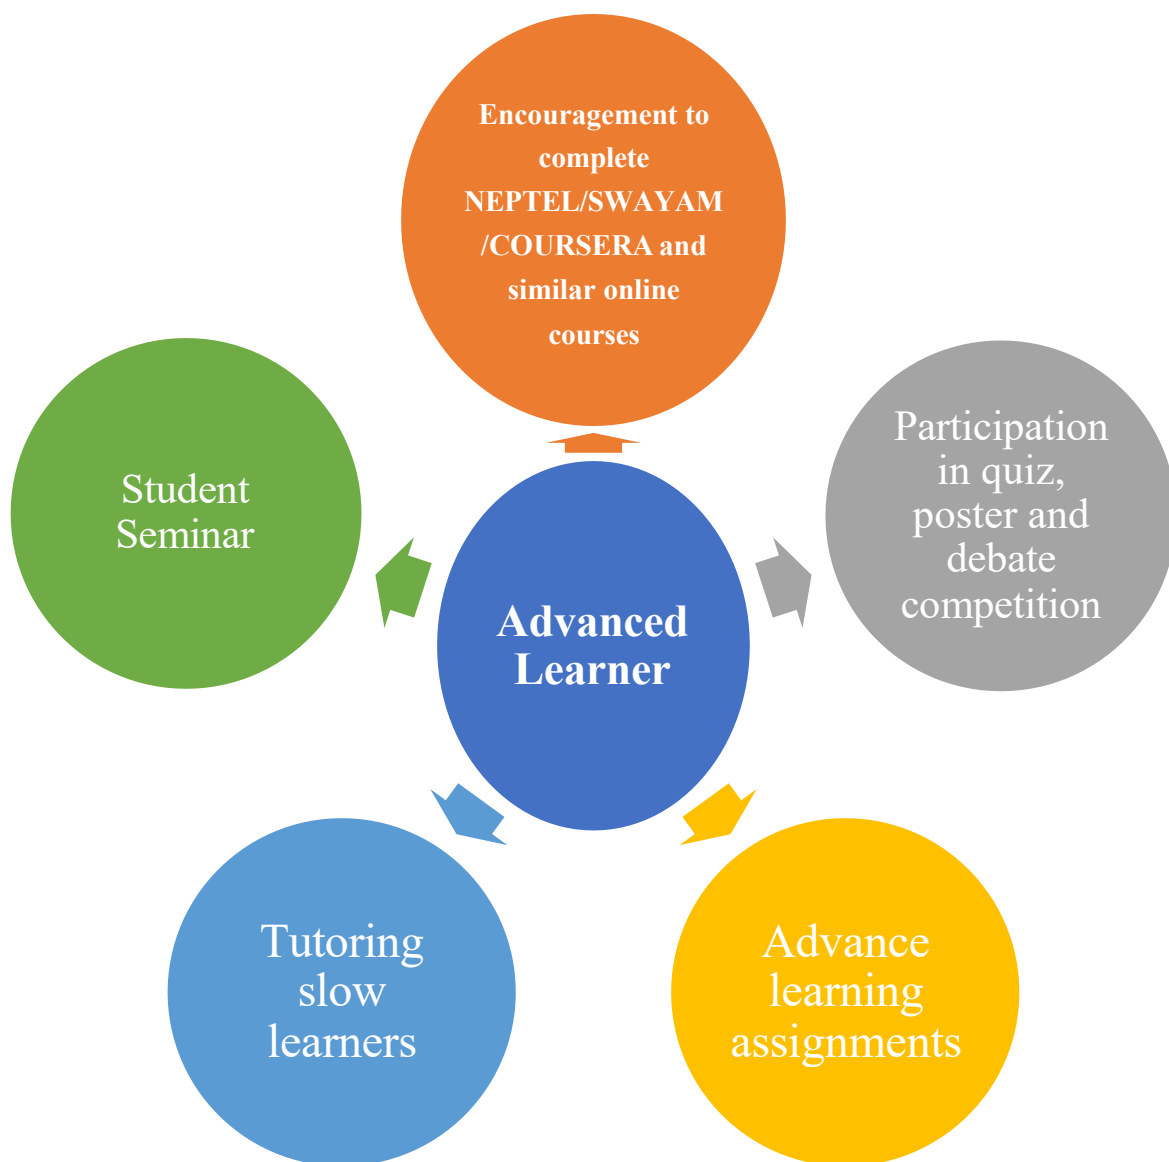 Encouragement to
complete
NEPTEL/SWAYAM
/COURSERA and
similar online
courses
Participation
in quiz,
poster and
debate
competition
Student
Seminar
Advanced
Learner
Tutoring
slow
learners
Advance
learning
assignments